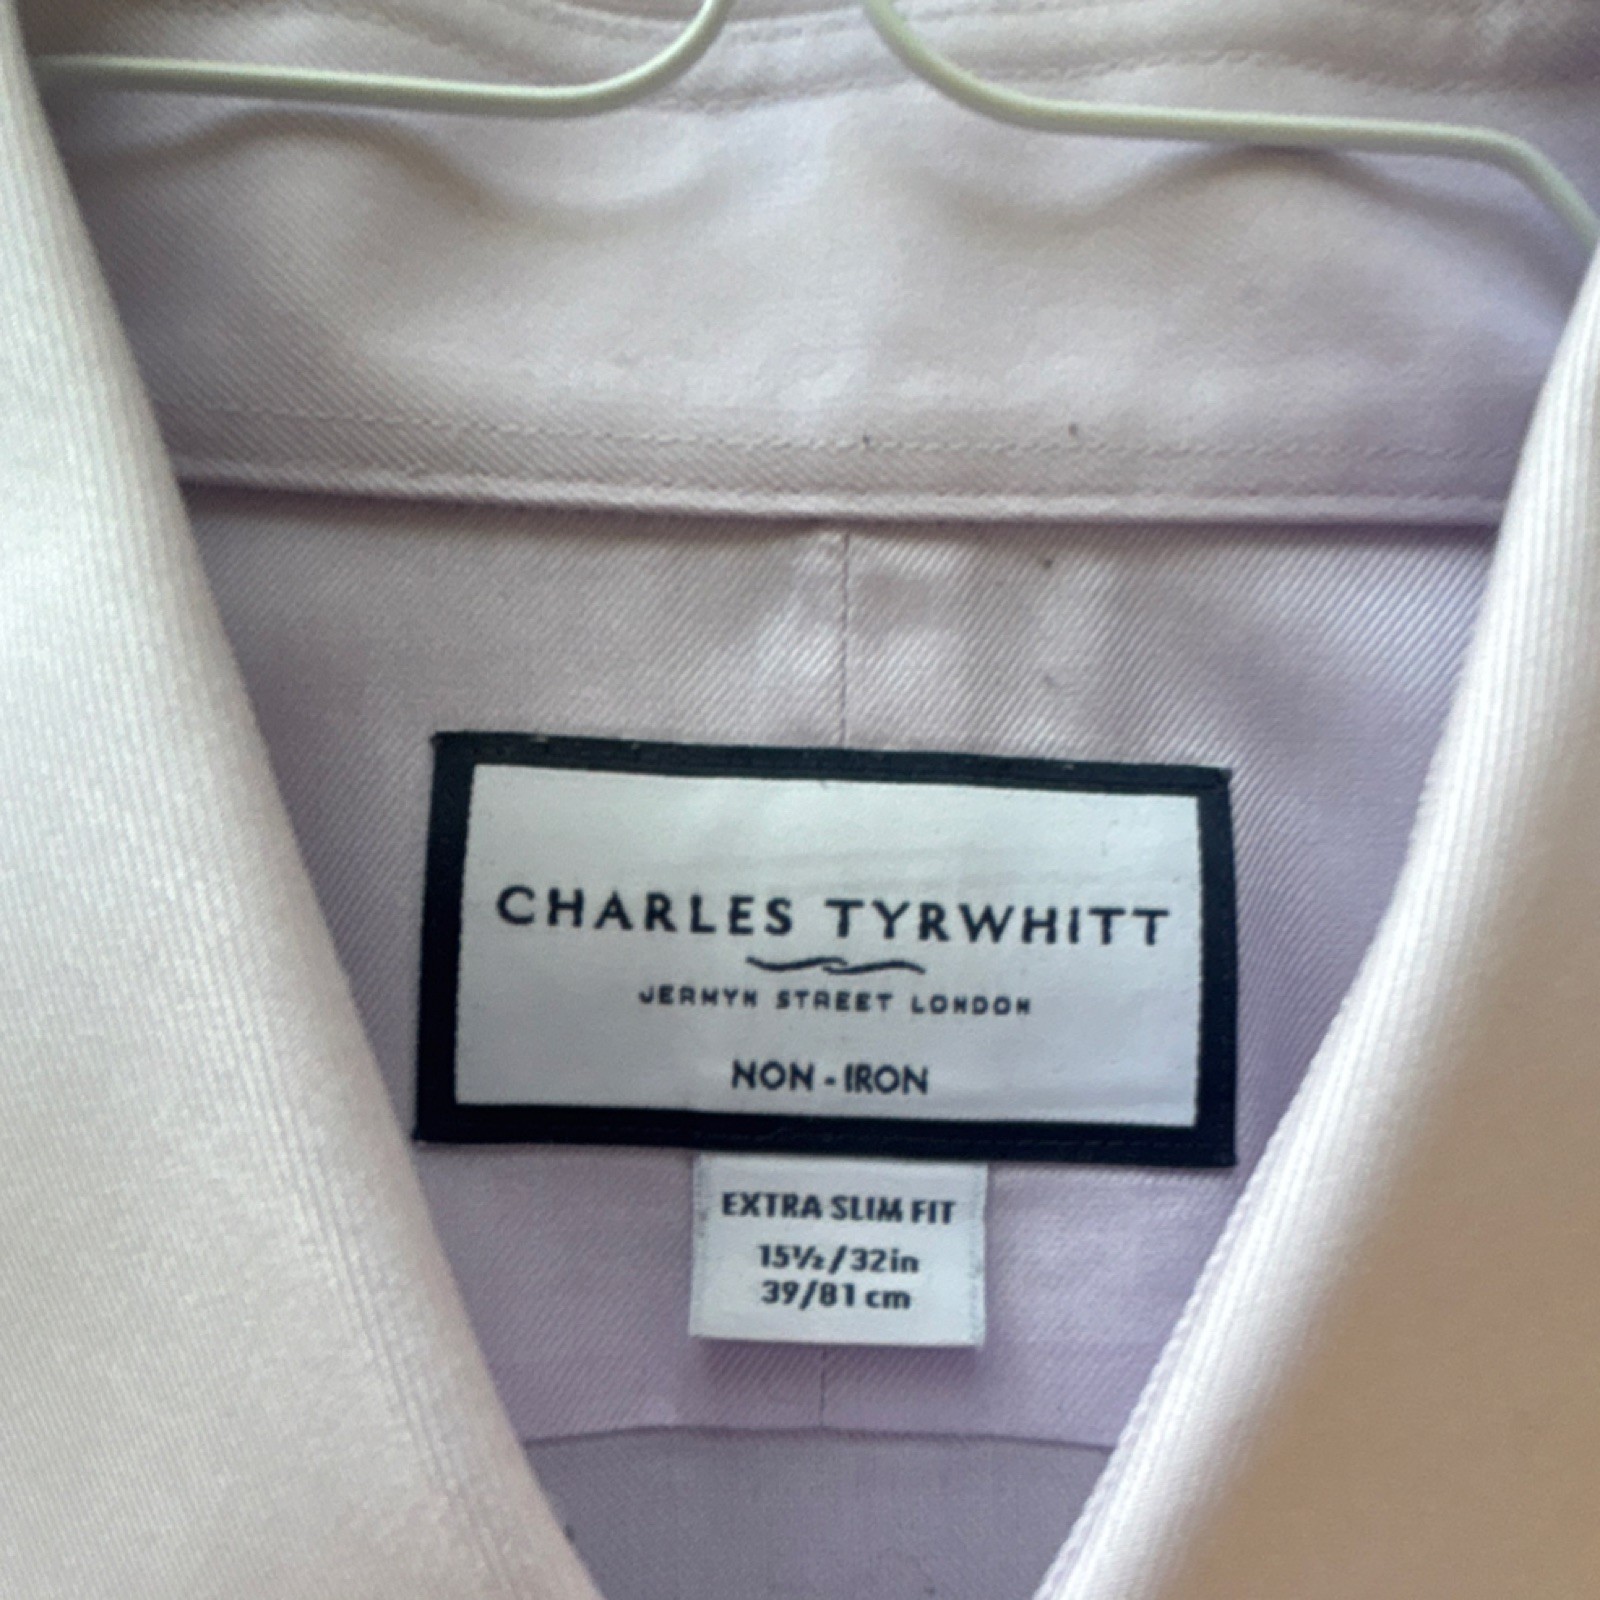 CHARLES TYRWHITT
JERMYN STREET LONDON
NON - IRON
EXTRA SLIM FIT
15½/32in
39/81 cm